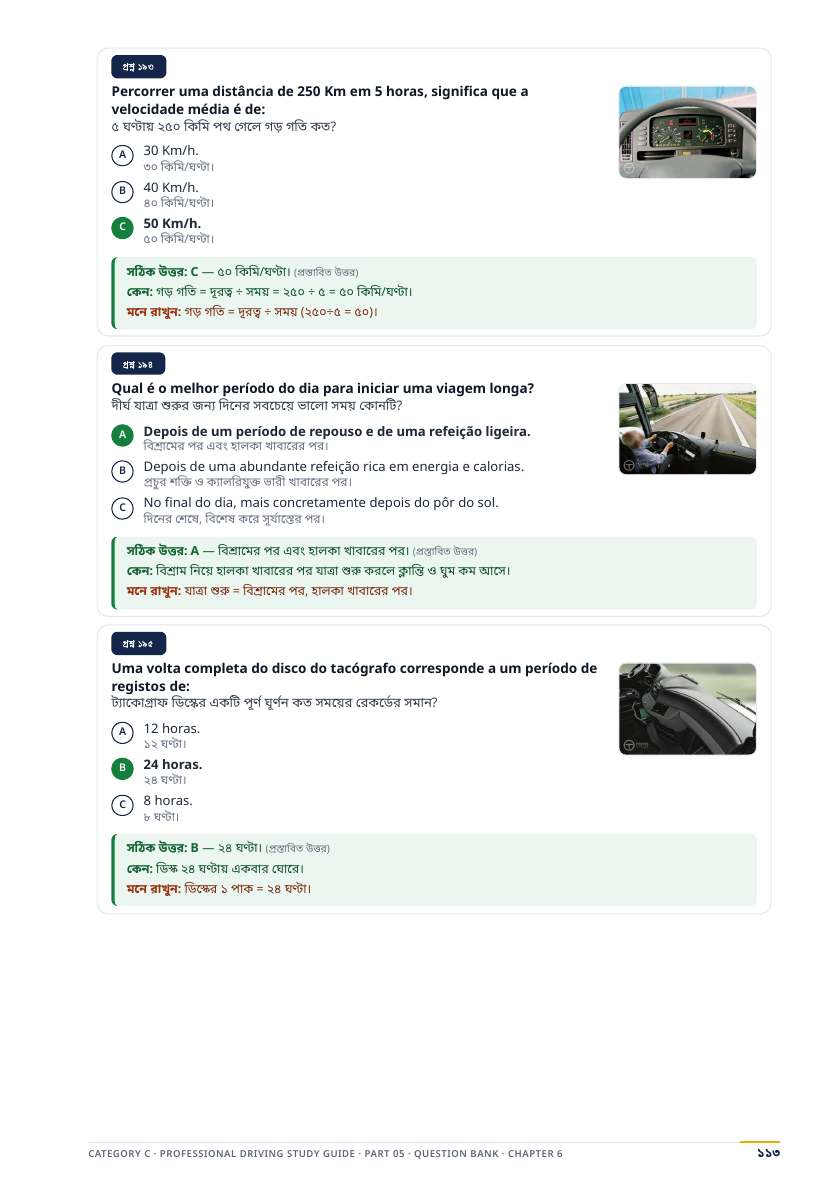 প্রশ্ন ১৯৩
Percorrer uma distância de 250 Km em 5 horas, significa que a
velocidade média é de:
৫ ঘণ্টায় ২৫০ কিমি পথ গেলে গড় গতি কত?
A 30 Km/h.
৩০ কিমি/ঘণ্টা।
B 40 Km/h.
৪০ কিমি/ঘণ্টা।
C 50 Km/h.
৫০ কিমি/ঘণ্টা।
সঠিক উত্তর: C — ৫০ কিমি/ঘণ্টা। (প্রস্তাবিত উত্তর)
কেন: গড় গতি = দূরত্ব ÷ সময় = ২৫০ ÷ ৫ = ৫০ কিমি/ঘণ্টা।
মনে রাখুন: গড় গতি = দূরত্ব ÷ সময় (২৫০÷৫ = ৫০)।
প্রশ্ন ১৯৪
Qual é o melhor período do dia para iniciar uma viagem longa?
দীর্ঘ যাত্রা শুরুর জন্য দিনের সবচেয়ে ভালো সময় কোনটি?
A Depois de um período de repouso e de uma refeição ligeira.
বিশ্রামের পর এবং হালকা খাবারের পর।
B Depois de uma abundante refeição rica em energia e calorias.
প্রচুর শক্তি ও ক্যালরিযুক্ত ভারী খাবারের পর।
C No final do dia, mais concretamente depois do pôr do sol.
দিনের শেষে, বিশেষ করে সূর্যাস্তের পর।
সঠিক উত্তর: A — বিশ্রামের পর এবং হালকা খাবারের পর। (প্রস্তাবিত উত্তর)
কেন: বিশ্রাম নিয়ে হালকা খাবারের পর যাত্রা শুরু করলে ক্লান্তি ও ঘুম কম আসে।
মনে রাখুন: যাত্রা শুরু = বিশ্রামের পর, হালকা খাবারের পর।
প্রশ্ন ১৯৫
Uma volta completa do disco do tacógrafo corresponde a um período de
registos de:
ট্যাকোগ্রাফ ডিস্কের একটি পূর্ণ ঘূর্ণন কত সময়ের রেকর্ডের সমান?
A 12 horas.
১২ ঘণ্টা।
B 24 horas.
২৪ ঘণ্টা।
C 8 horas.
৮ ঘণ্টা।
সঠিক উত্তর: B — ২৪ ঘণ্টা। (প্রস্তাবিত উত্তর)
কেন: ডিস্ক ২৪ ঘণ্টায় একবার ঘোরে।
মনে রাখুন: ডিস্কের ১ পাক = ২৪ ঘণ্টা।
CATEGORY C · PROFESSIONAL DRIVING STUDY GUIDE · PART 05 · QUESTION BANK · CHAPTER 6 ১১৩